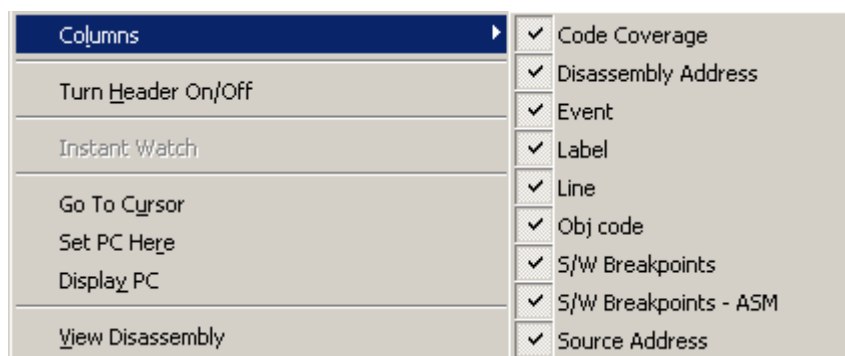 Columns
Turn Header On/Off
Instant Watch
Go To Cursor
Set PC Here
Display PC
View Disassembly
Code Coverage
Disassembly Address
Event
Label
Line
Obj code
S/W Breakpoints
S/W Breakpoints - ASM
Source Address